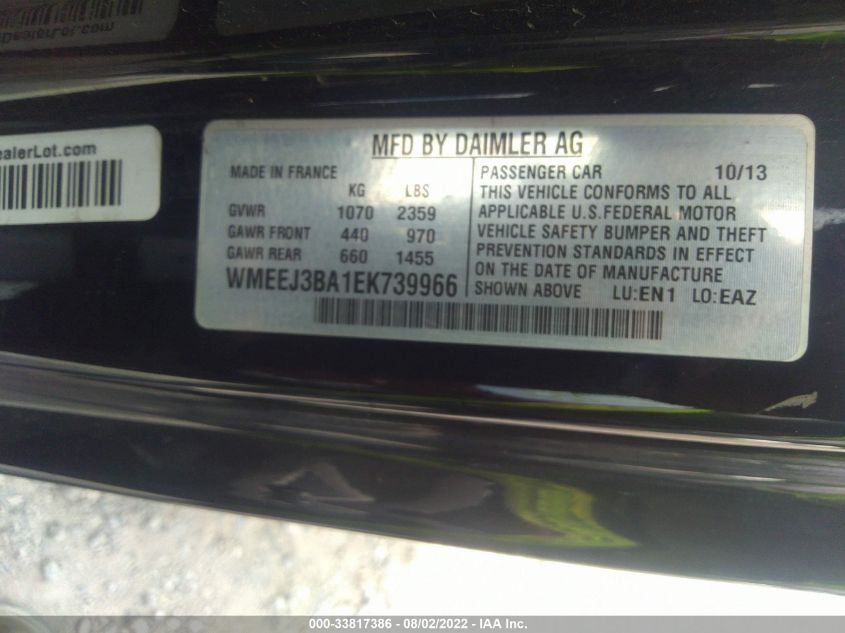 ealerLot.com
MFD BY DAIMLER AG
MADE IN FRANCE
KG LBS
GVWR 1070 2359
GAWR FRONT 440 970
GAWR REAR 660 1455
WMEEJ3BA1EK739966
PASSENGER CAR 10/13
THIS VEHICLE CONFORMS TO ALL
APPLICABLE U.S.FEDERAL MOTOR
VEHICLE SAFETY BUMPER AND THEFT
PREVENTION STANDARDS IN EFFECT
ON THE DATE OF MANUFACTURE
SHOWN ABOVE LU:EN1 LO:EAZ
000-33817386 - 08/02/2022 - IAA Inc.